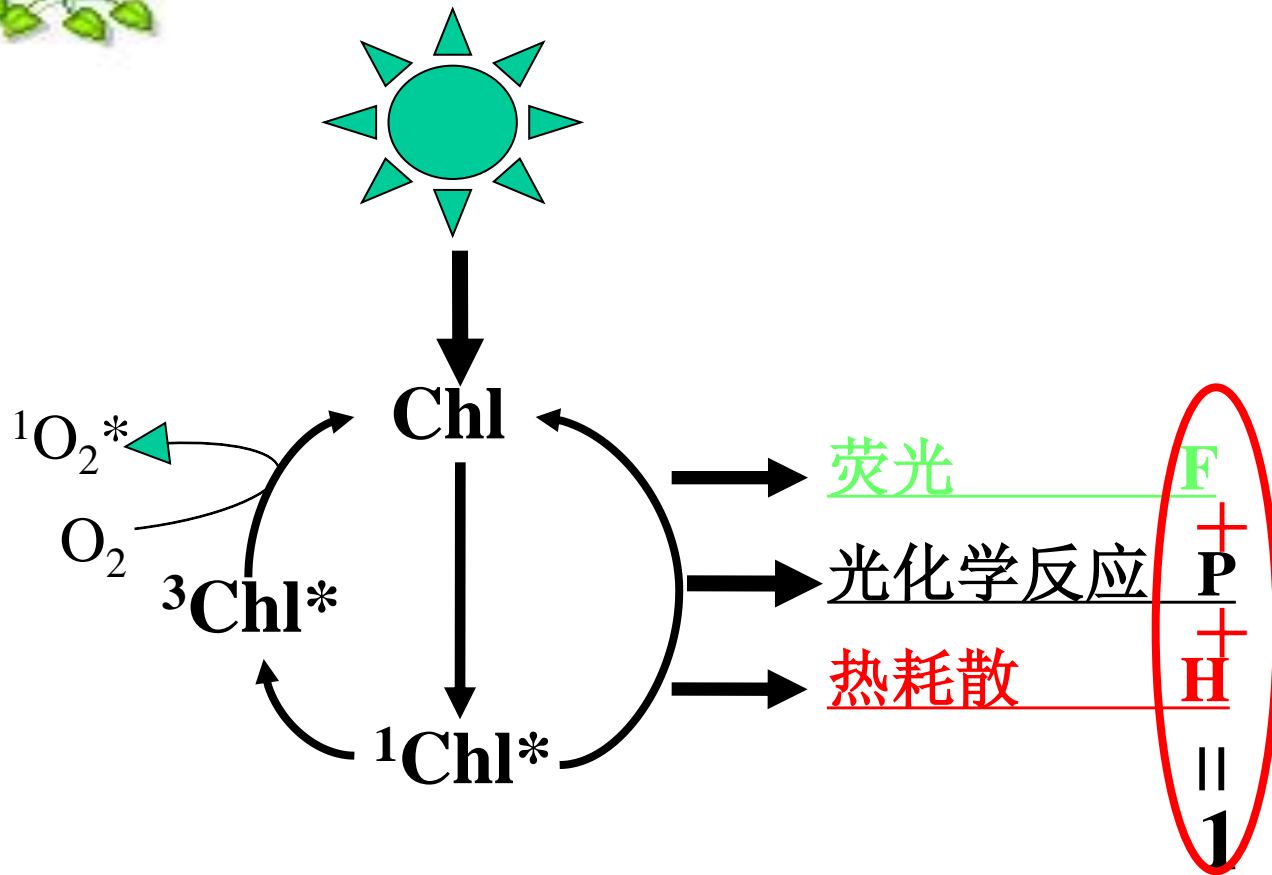 Chl
¹O₂*
O₂
³Chl*
¹Chl*
荧光 F
+
光化学反应 P
+
热耗散 H
=
1